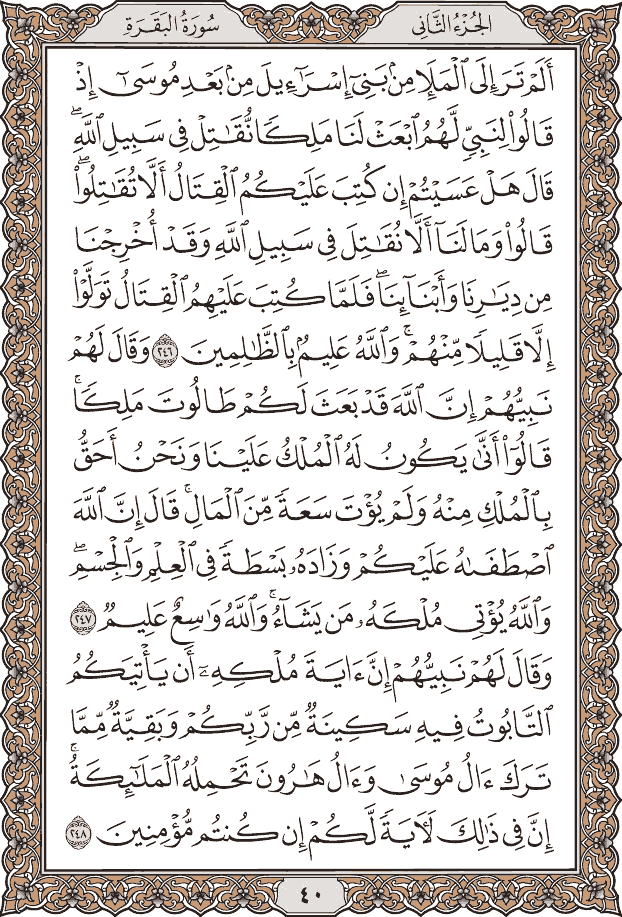 الجُزْءُ الثَّانِي سُورَةُ البَقَرَةِ
أَلَمْ تَرَ إِلَى ٱلْمَلَإِ مِنۢ بَنِىٓ إِسْرَٰٓءِيلَ مِنۢ بَعْدِ مُوسَىٰٓ إِذْ
قَالُوا۟ لِنَبِىٍّ لَّهُمُ ٱبْعَثْ لَنَا مَلِكًا نُّقَٰتِلْ فِى سَبِيلِ ٱللَّهِۖ
قَالَ هَلْ عَسَيْتُمْ إِن كُتِبَ عَلَيْكُمُ ٱلْقِتَالُ أَلَّا تُقَٰتِلُوا۟ۖ
قَالُوا۟ وَمَا لَنَآ أَلَّا نُقَٰتِلَ فِى سَبِيلِ ٱللَّهِ وَقَدْ أُخْرِجْنَا
مِن دِيَٰرِنَا وَأَبْنَآئِنَاۖ فَلَمَّا كُتِبَ عَلَيْهِمُ ٱلْقِتَالُ تَوَلَّوْا۟
إِلَّا قَلِيلًا مِّنْهُمْۚ وَٱللَّهُ عَلِيمٌۢ بِٱلظَّٰلِمِينَ ٢٤٦ وَقَالَ لَهُمْ
نَبِيُّهُمْ إِنَّ ٱللَّهَ قَدْ بَعَثَ لَكُمْ طَالُوتَ مَلِكًاۚ
قَالُوٓا۟ أَنَّىٰ يَكُونُ لَهُ ٱلْمُلْكُ عَلَيْنَا وَنَحْنُ أَحَقُّ
بِٱلْمُلْكِ مِنْهُ وَلَمْ يُؤْتَ سَعَةً مِّنَ ٱلْمَالِۚ قَالَ إِنَّ ٱللَّهَ
ٱصْطَفَىٰهُ عَلَيْكُمْ وَزَادَهُۥ بَسْطَةً فِى ٱلْعِلْمِ وَٱلْجِسْمِۖ
وَٱللَّهُ يُؤْتِى مُلْكَهُۥ مَن يَشَآءُۚ وَٱللَّهُ وَٰسِعٌ عَلِيمٌ ٢٤٧
وَقَالَ لَهُمْ نَبِيُّهُمْ إِنَّ ءَايَةَ مُلْكِهِۦٓ أَن يَأْتِيَكُمُ
ٱلتَّابُوتُ فِيهِ سَكِينَةٌ مِّن رَّبِّكُمْ وَبَقِيَّةٌ مِّمَّا
تَرَكَ ءَالُ مُوسَىٰ وَءَالُ هَٰرُونَ تَحْمِلُهُ ٱلْمَلَٰٓئِكَةُۚ
إِنَّ فِى ذَٰلِكَ لَءَايَةً لَّكُمْ إِن كُنتُم مُّؤْمِنِينَ ٢٤٨
٤٠